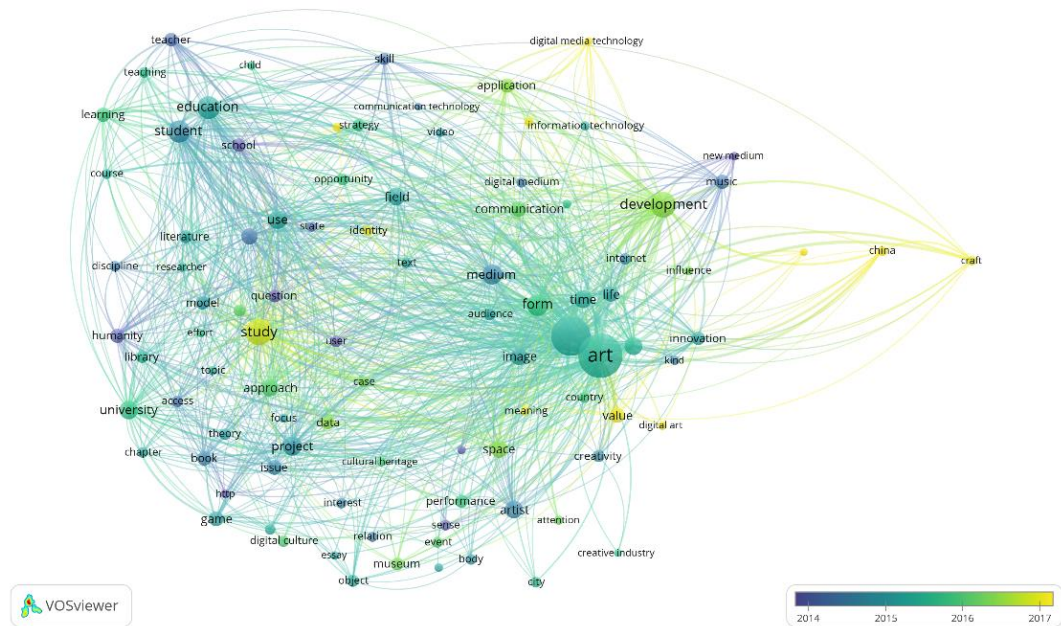 teacher
digital media technology
child
skill
teaching
application
communication technology
education
learning
student
strategy
video
information technology
school
new medium
course
opportunity
digital medium
music
field
development
communication
use
state
identity
literature
china
internet
craft
discipline
researcher
text
medium
influence
question
model
form
time
life
audience
humanity
effort
study
user
innovation
library
image
art
kind
topic
case
approach
country
access
university
meaning
value
focus
data
digital art
theory
project
chapter
book
issue
cultural heritage
space
creativity
http
interest
performance
game
sense
artist
attention
relation
event
digital culture
essay
museum
body
creative industry
object
city
VOSviewer
2014 2015 2016 2017